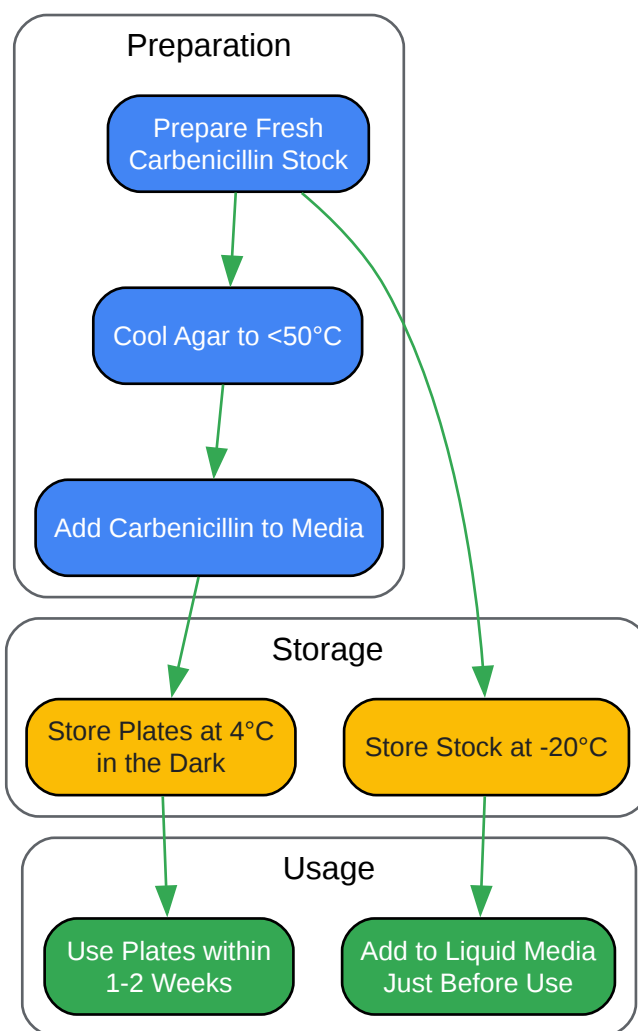 Preparation
Prepare Fresh
Carbenicillin Stock
Cool Agar to <50°C
Add Carbenicillin to Media
Storage
Store Plates at 4°C
in the Dark
Store Stock at -20°C
Usage
Use Plates within
1-2 Weeks
Add to Liquid Media
Just Before Use